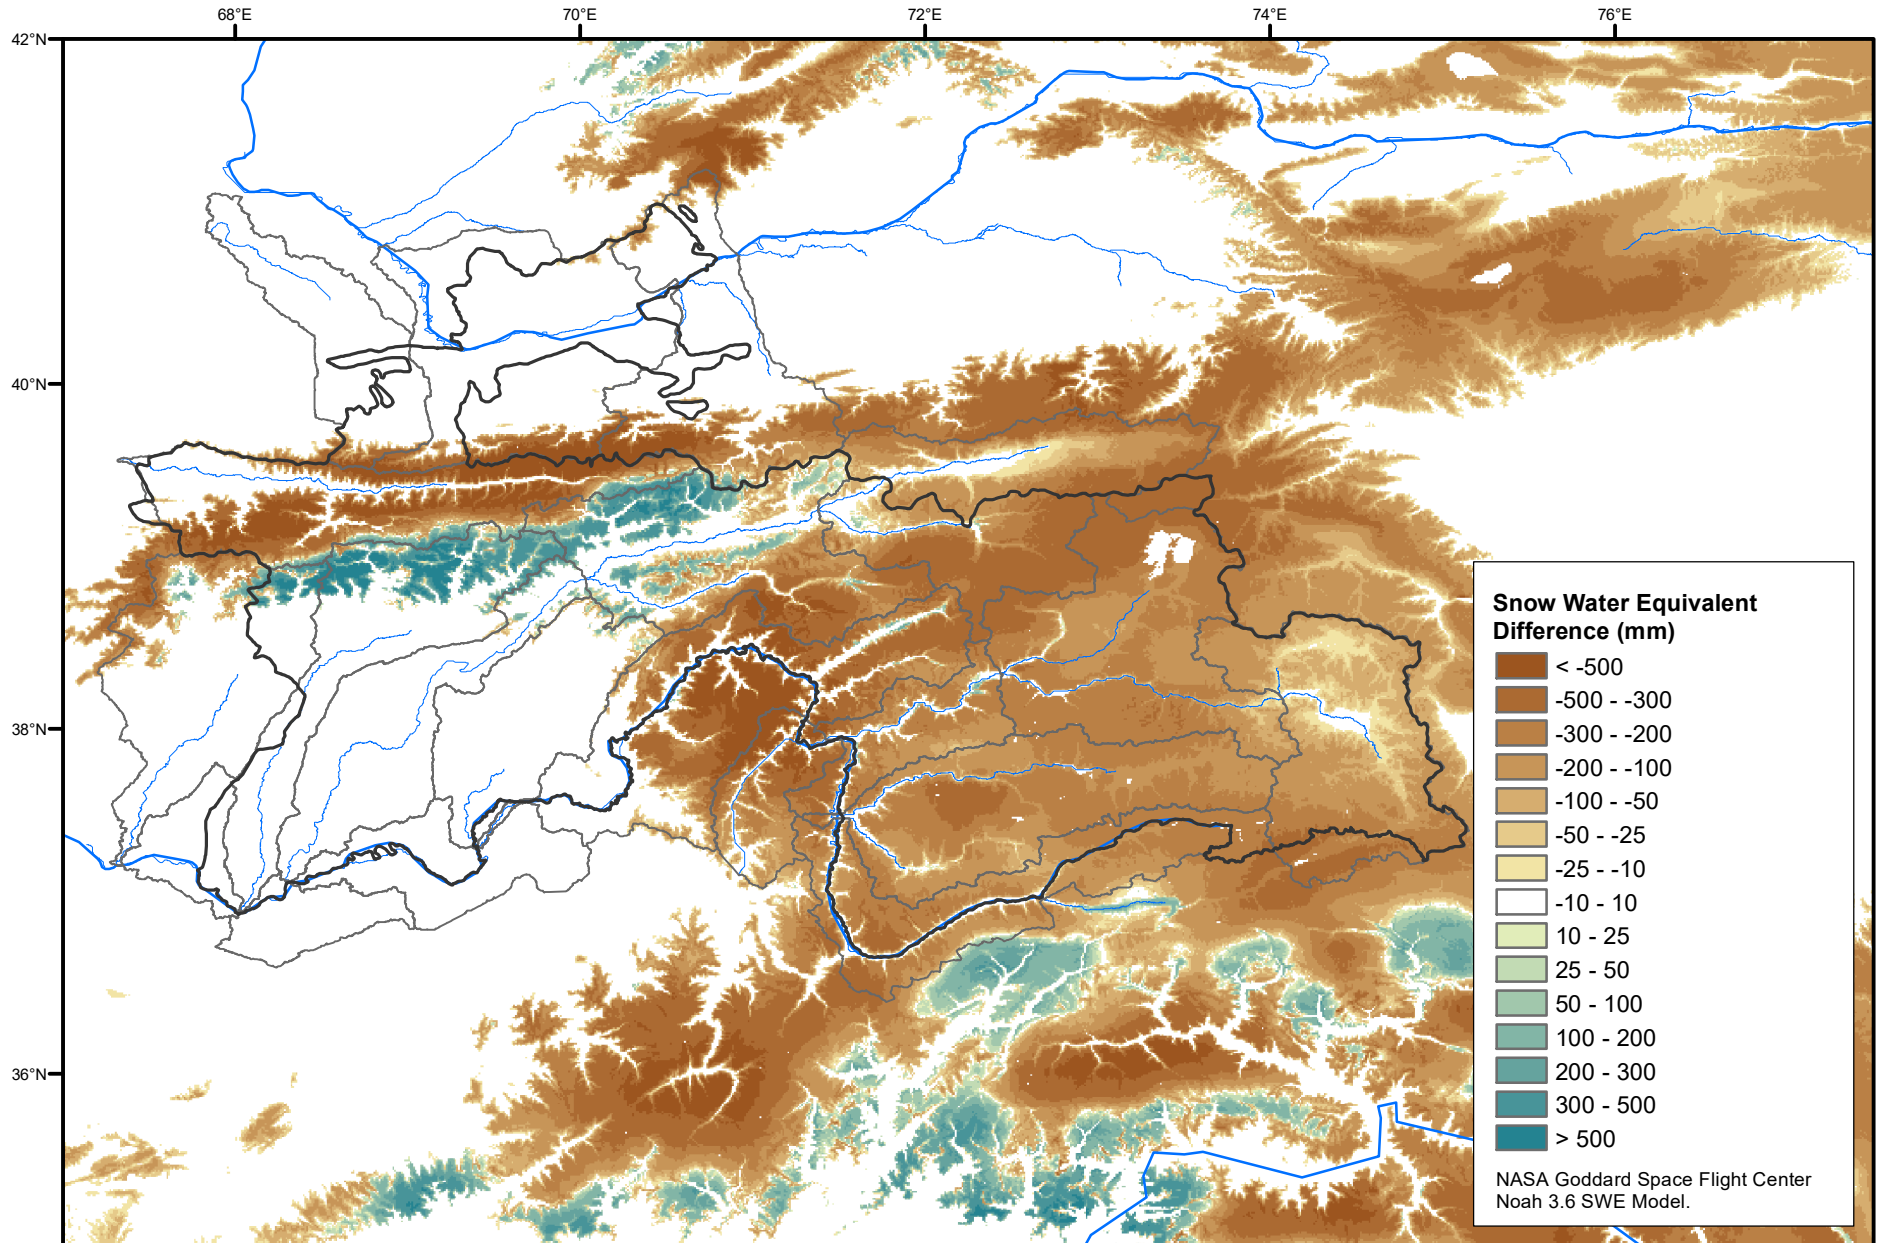 68°E 70°E 72°E 74°E 76°E
42°N
40°N
38°N
36°N
Snow Water Equivalent
Difference (mm)
< -500
-500 - -300
-300 - -200
-200 - -100
-100 - -50
-50 - -25
-25 - -10
-10 - 10
10 - 25
25 - 50
50 - 100
100 - 200
200 - 300
300 - 500
> 500
NASA Goddard Space Flight Center
Noah 3.6 SWE Model.